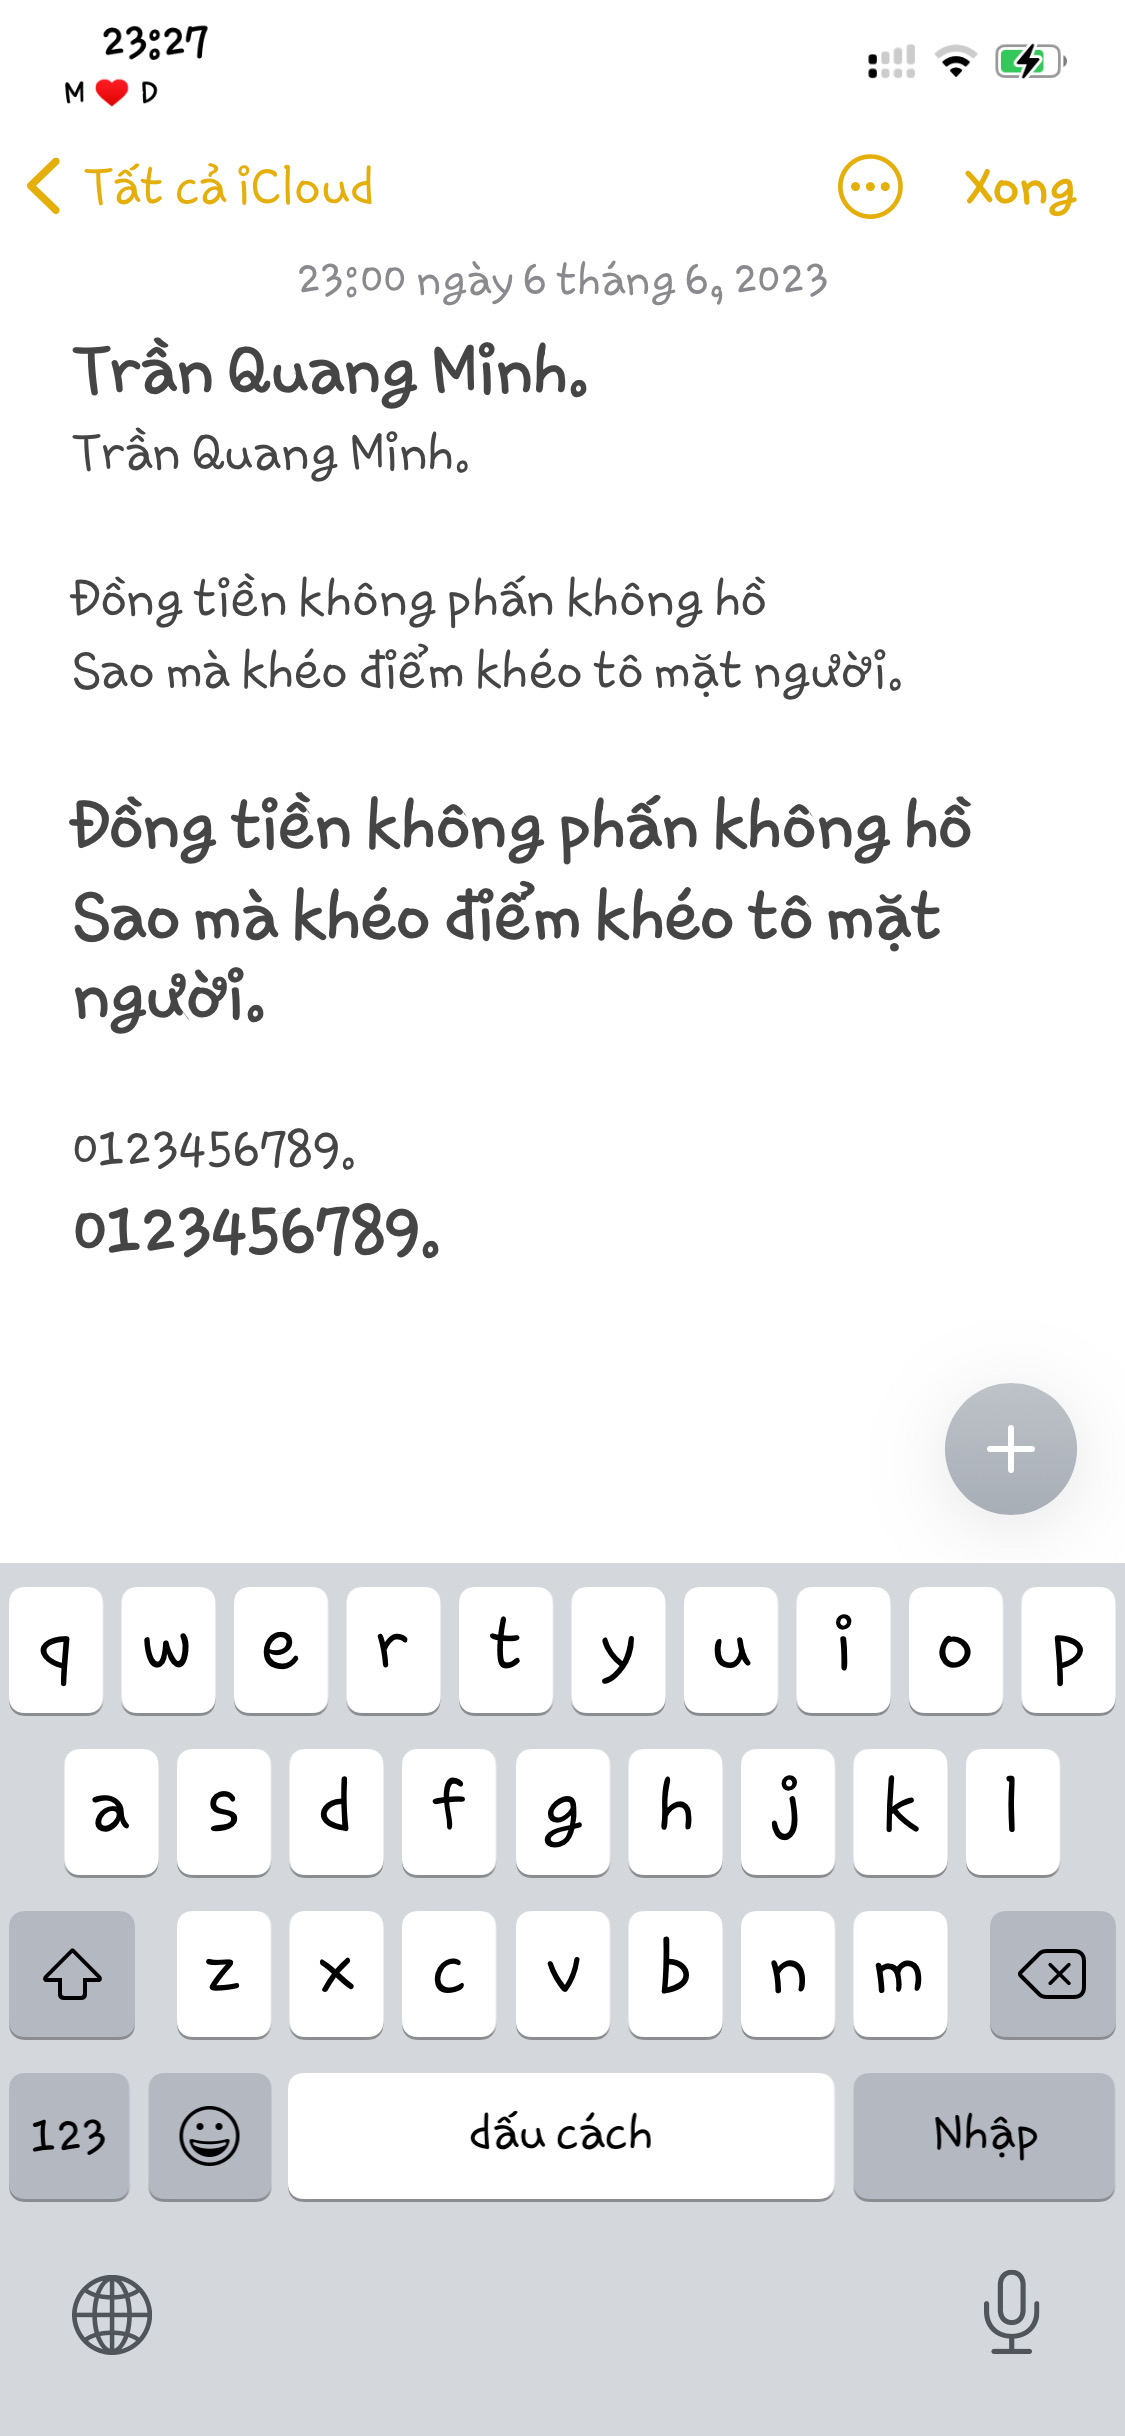 23:27
M ❤️ D
Tất cả iCloud
Xong
23:00 ngày 6 tháng 6, 2023
Trần Quang Minh.
Trần Quang Minh.
Đồng tiền không phấn không hồ
Sao mà khéo điểm khéo tô mặt người.
Đồng tiền không phấn không hồ
Sao mà khéo điểm khéo tô mặt
người.
0123456789.
0123456789.
q w e r t y u i o p
a s d f g h j k l
z x c v b n m
123 dấu cách Nhập